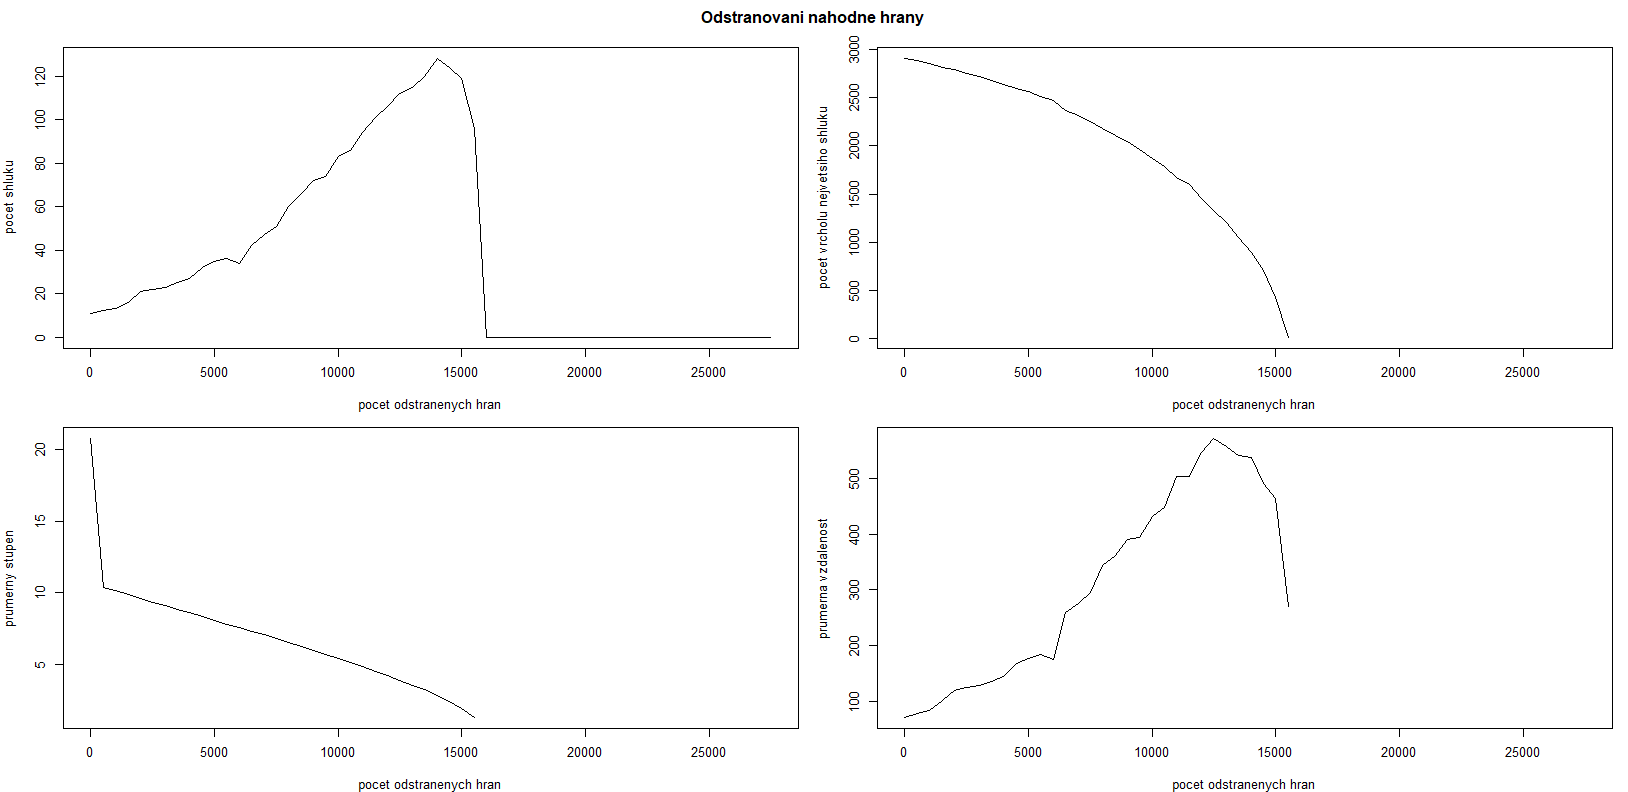 Odstranovani nahodne hrany
pocet shluku
0 20 40 60 80 100 120
0 5000 10000 15000 20000 25000
pocet odstranenych hran
pocet vrcholu nejvetsiho shluku
0 500 1000 1500 2000 2500 3000
0 5000 10000 15000 20000 25000
pocet odstranenych hran
prumerny stupen
5 10 15 20
0 5000 10000 15000 20000 25000
pocet odstranenych hran
prumerna vzdalenost
100 200 300 400 500
0 5000 10000 15000 20000 25000
pocet odstranenych hran